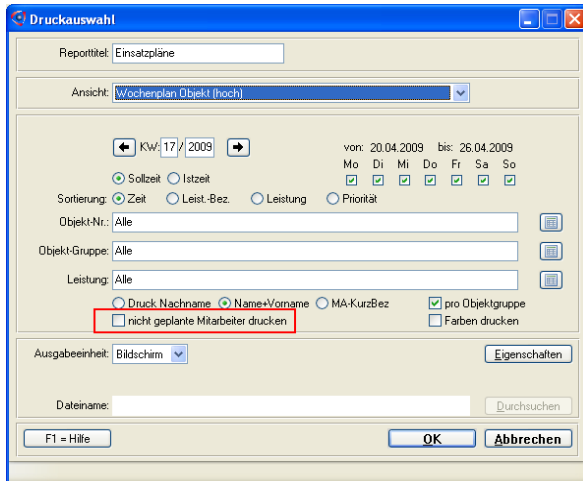 Druckauswahl
Reporttitel: Einsatzpläne
Ansicht: Wochenplan Objekt (hoch)
KW: 17 / 2009 von: 20.04.2009 bis: 26.04.2009
Mo Di Mi Do Fr Sa So
Sollzeit Istzeit
Sortierung: Zeit Leist.-Bez. Leistung Priorität
Objekt-Nr.: Alle
Objekt-Gruppe: Alle
Leistung: Alle
Druck Nachname Name+Vorname MA-KurzBez pro Objektgruppe
nicht geplante Mitarbeiter drucken Farben drucken
Ausgabeeinheit: Bildschirm Eigenschaften
Dateiname: Durchsuchen
F1 = Hilfe OK Abbrechen